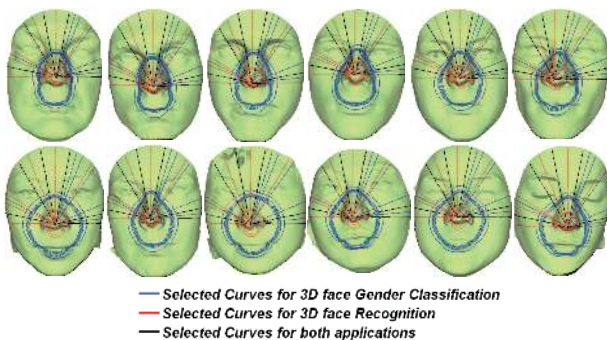 Selected Curves for 3D face Gender Classification
Selected Curves for 3D face Recognition
Selected Curves for both applications